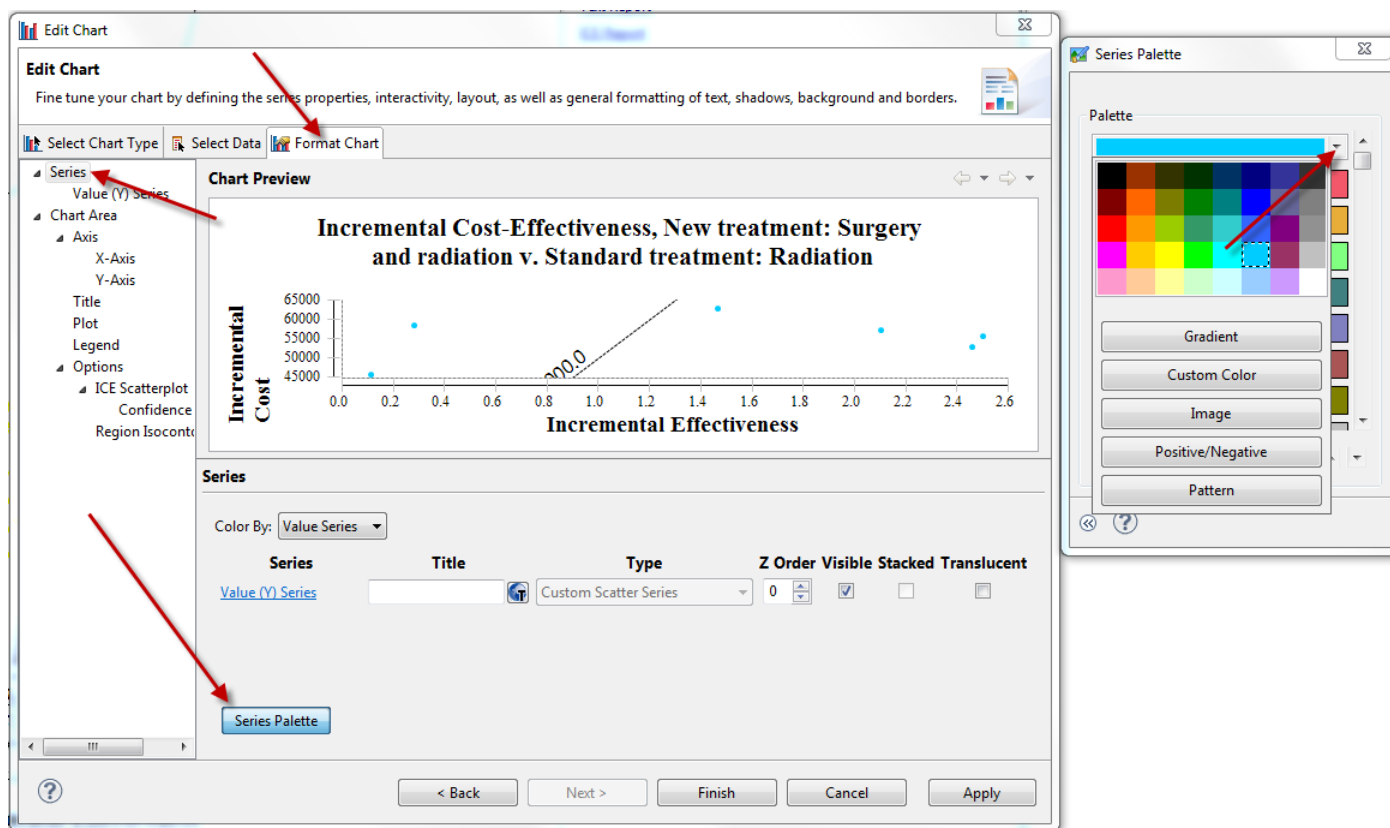 Edit Chart
Edit Chart
Fine tune your chart by defining the series properties, interactivity, layout, as well as general formatting of text, shadows, background and borders.
Select Chart Type
Select Data
Format Chart
Series
Value (Y) Series
Chart Area
Axis
X-Axis
Y-Axis
Title
Plot
Legend
Options
ICE Scatterplot
Confidence
Region Isoconto
Chart Preview
Incremental Cost-Effectiveness, New treatment: Surgery
and radiation v. Standard treatment: Radiation
Incremental
Cost
65000
60000
55000
50000
45000
000.0
0.0 0.2 0.4 0.6 0.8 1.0 1.2 1.4 1.6 1.8 2.0 2.2 2.4 2.6
Incremental Effectiveness
Series
Color By: Value Series
Series Title Type Z Order Visible Stacked Translucent
Value (Y) Series Custom Scatter Series 0
Series Palette
< Back Next > Finish Cancel Apply
Series Palette
Palette
Gradient
Custom Color
Image
Positive/Negative
Pattern